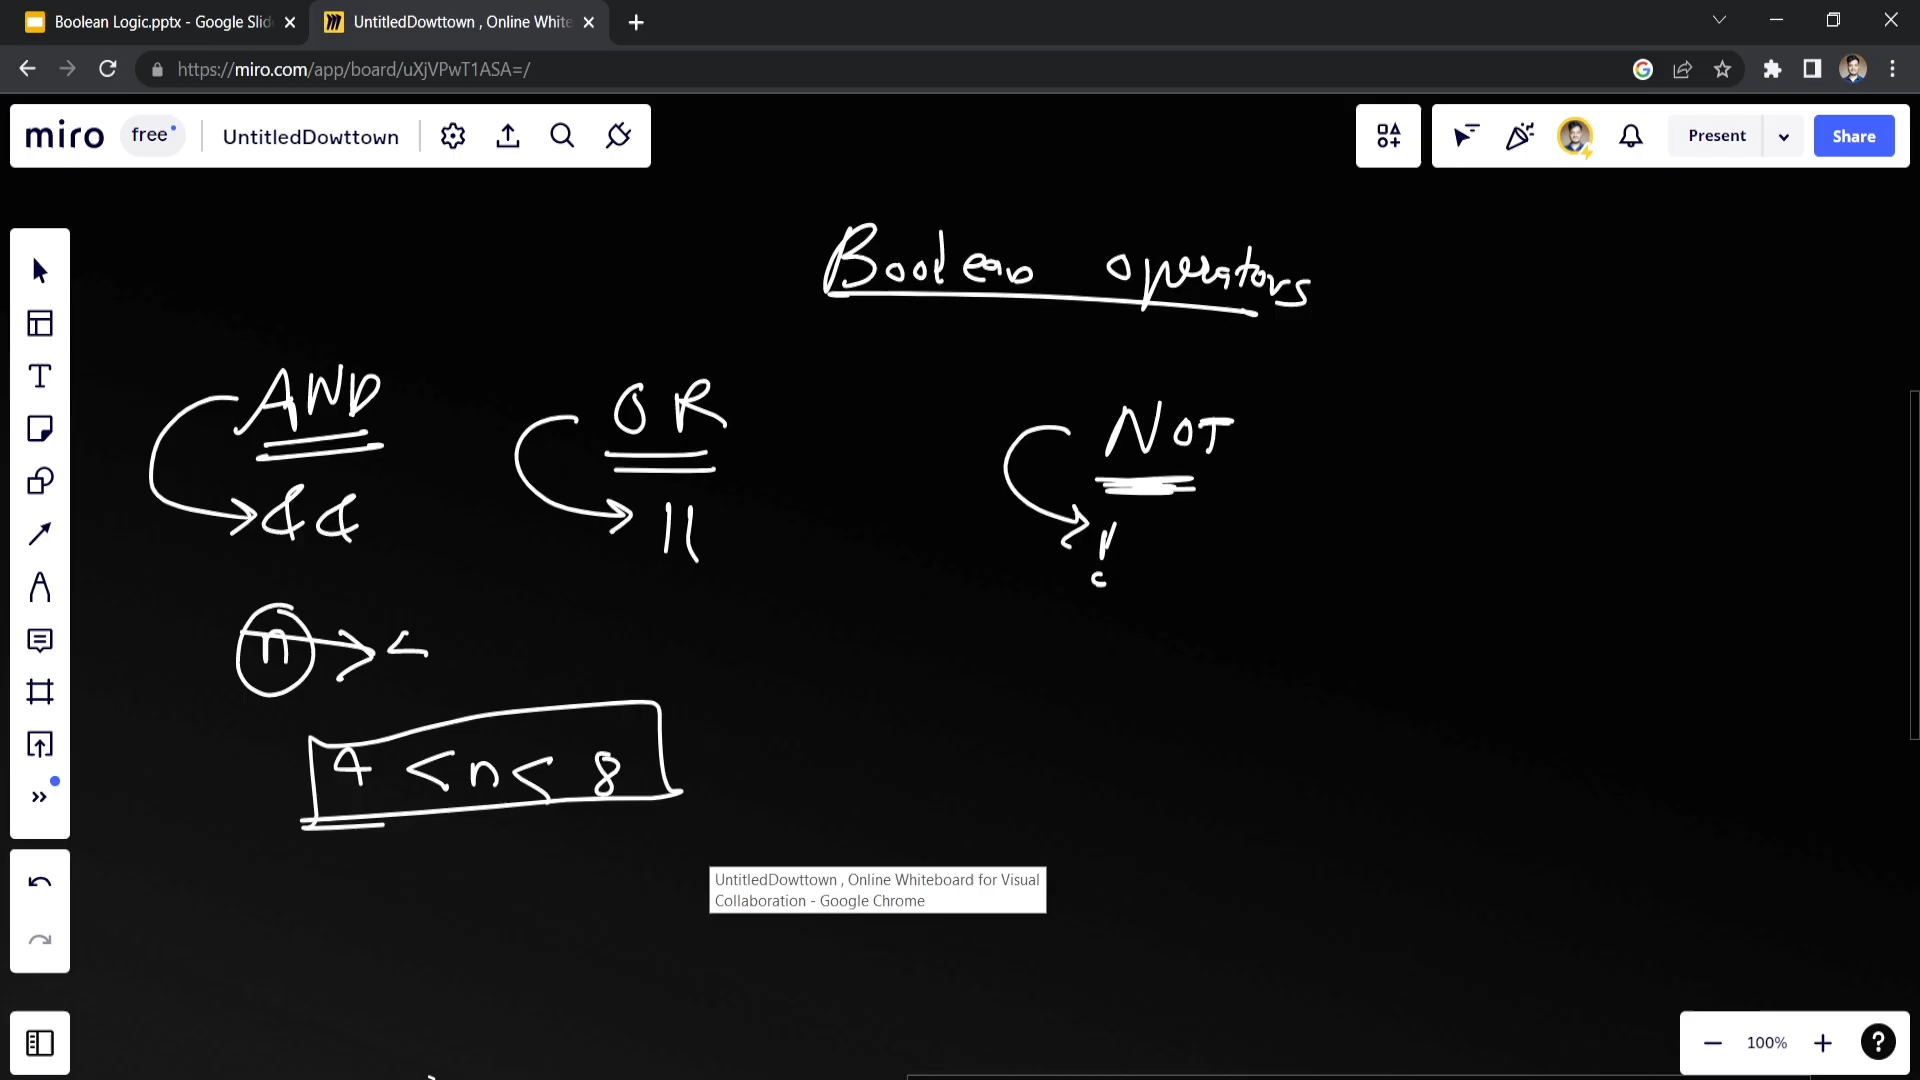 Boolean Logic.pptx - Google Slid
UntitledDowttown , Online White
https://miro.com/app/board/uXjVPwT1ASA=/
miro free UntitledDowttown
Present
Share
Boolean operators
AND OR NOT
&& || !
n
4 < n < 8
UntitledDowttown , Online Whiteboard for Visual
Collaboration - Google Chrome
100%